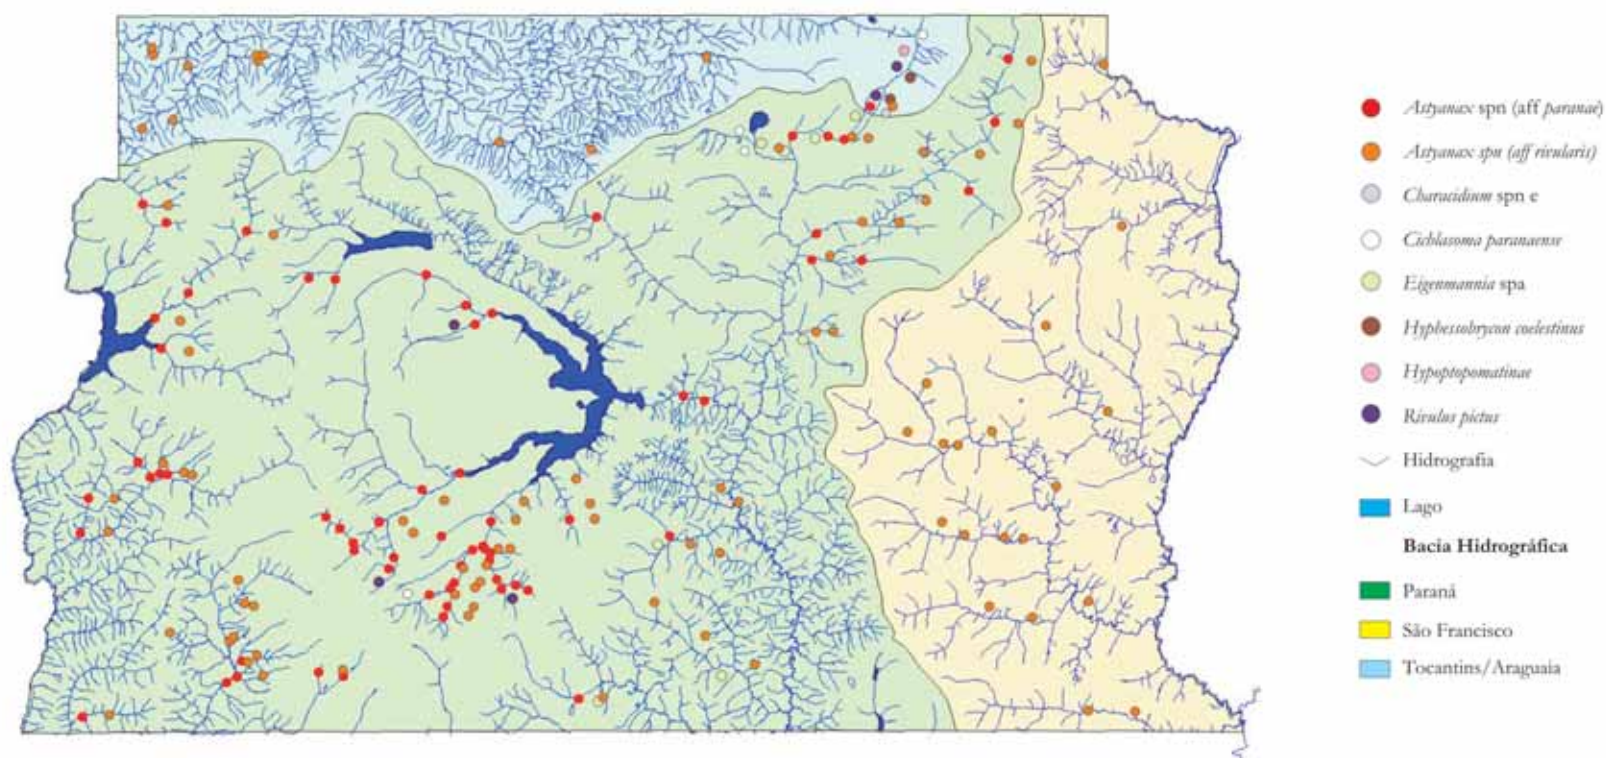 Astyanax spn (aff paranaè)
Astyanax spn (aff rivularis)
Characidium spn e
Cichlasoma paranaense
Eigenmannia spa
Hyphessobrycon coelestinus
Hypoptopomatinae
Rivulus pictus
Hidrografia
Lago
Bacia Hidrográfica
Paraná
São Francisco
Tocantins/Araguaia